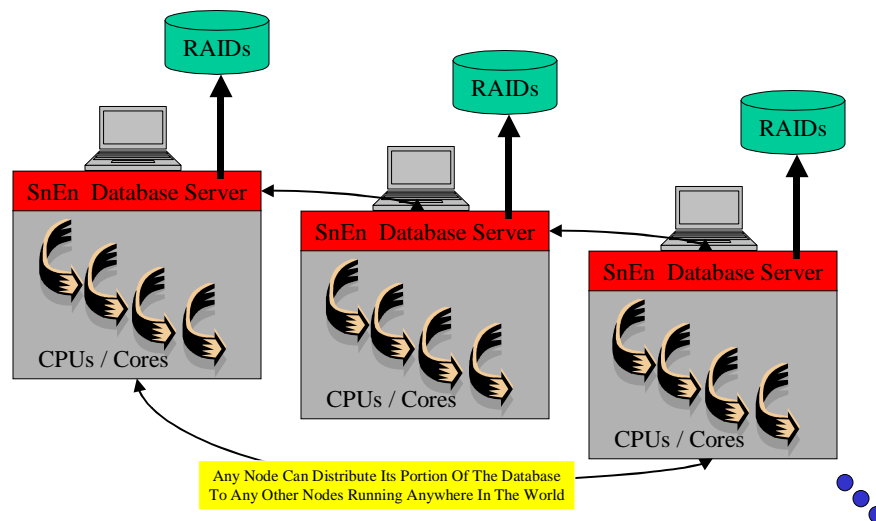 RAIDs
RAIDs
RAIDs
SnEn Database Server
SnEn Database Server
SnEn Database Server
CPUs / Cores
CPUs / Cores
CPUs / Cores
Any Node Can Distribute Its Portion Of The Database
To Any Other Nodes Running Anywhere In The World